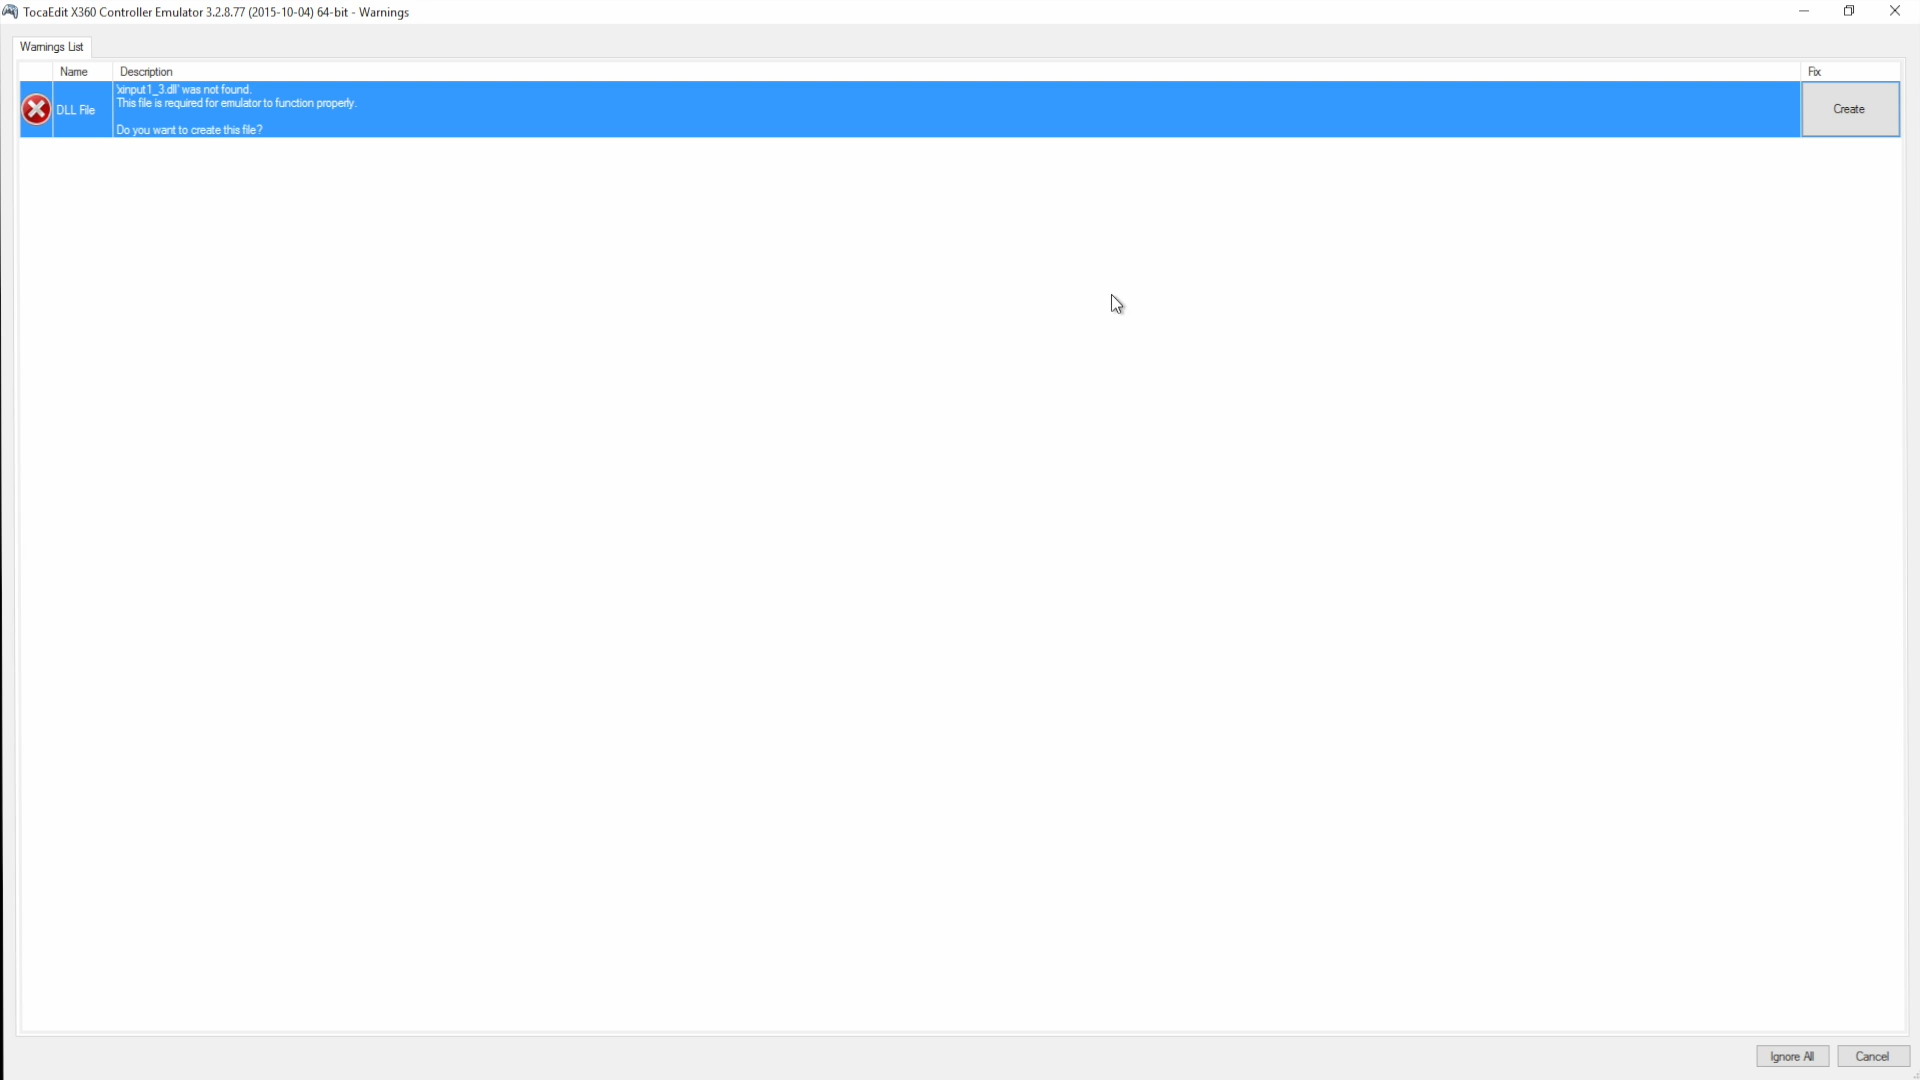 TocaEdit X360 Controller Emulator 3.2.8.77 (2015-10-04) 64-bit - Warnings
Warnings List
Name Description Fix
'xinput1_3.dll' was not found.
This file is required for emulator to function properly.
DLL File Create
Do you want to create this file?
Ignore All Cancel